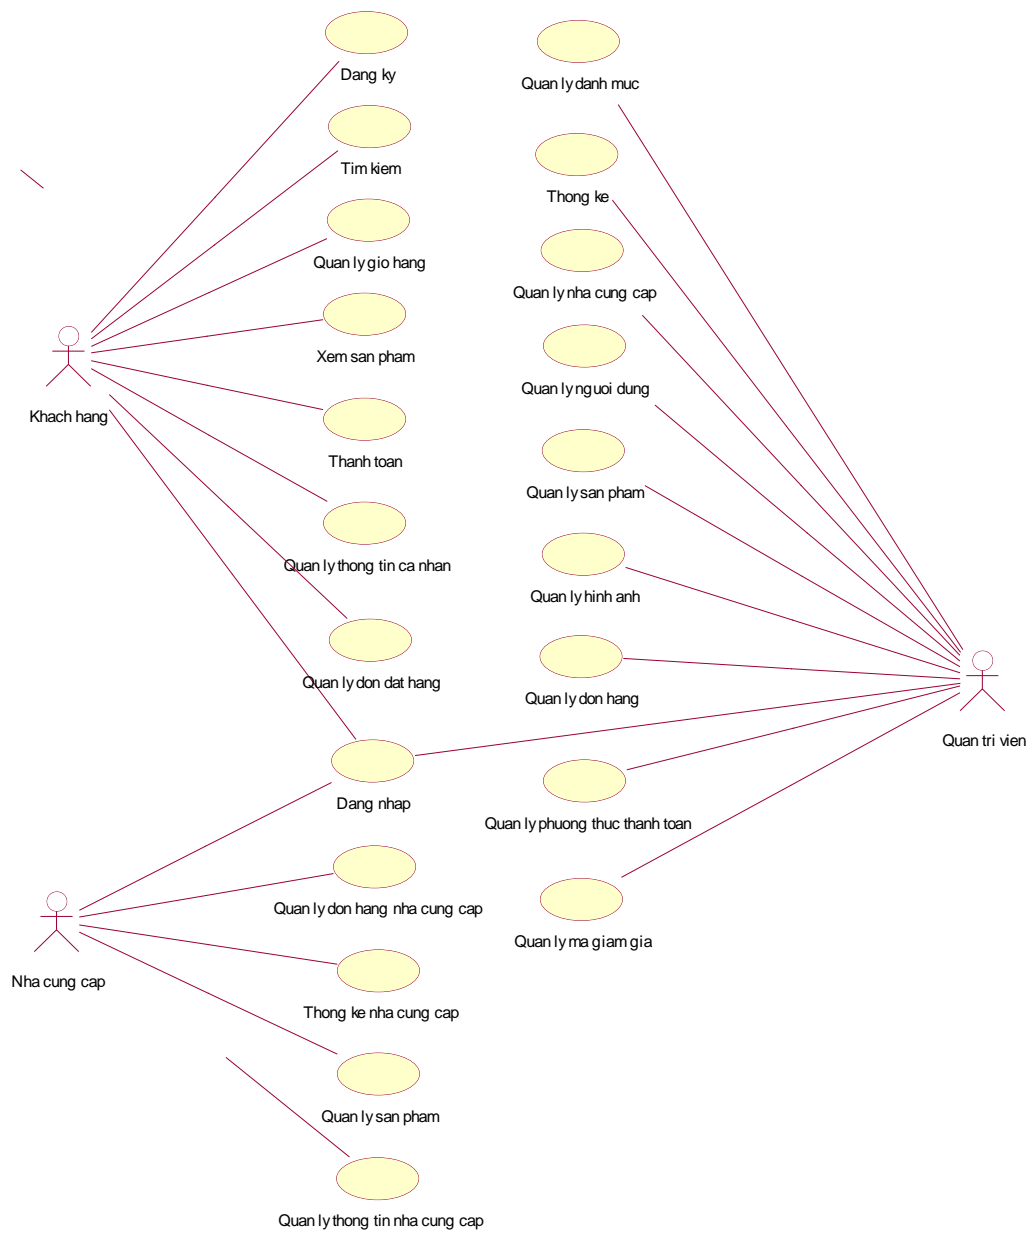 Dang ky
Tim kiem
Quan ly gio hang
Xem san pham
Khach hang
Thanh toan
Quan ly thong tin ca nhan
Quan ly don dat hang
Dang nhap
Quan ly don hang nha cung cap
Nha cung cap
Thong ke nha cung cap
Quan ly san pham
Quan ly thong tin nha cung cap
Quan ly danh muc
Thong ke
Quan ly nha cung cap
Quan ly nguoi dung
Quan ly san pham
Quan ly hinh anh
Quan ly don hang
Quan tri vien
Quan ly phuong thuc thanh toan
Quan ly ma giam gia